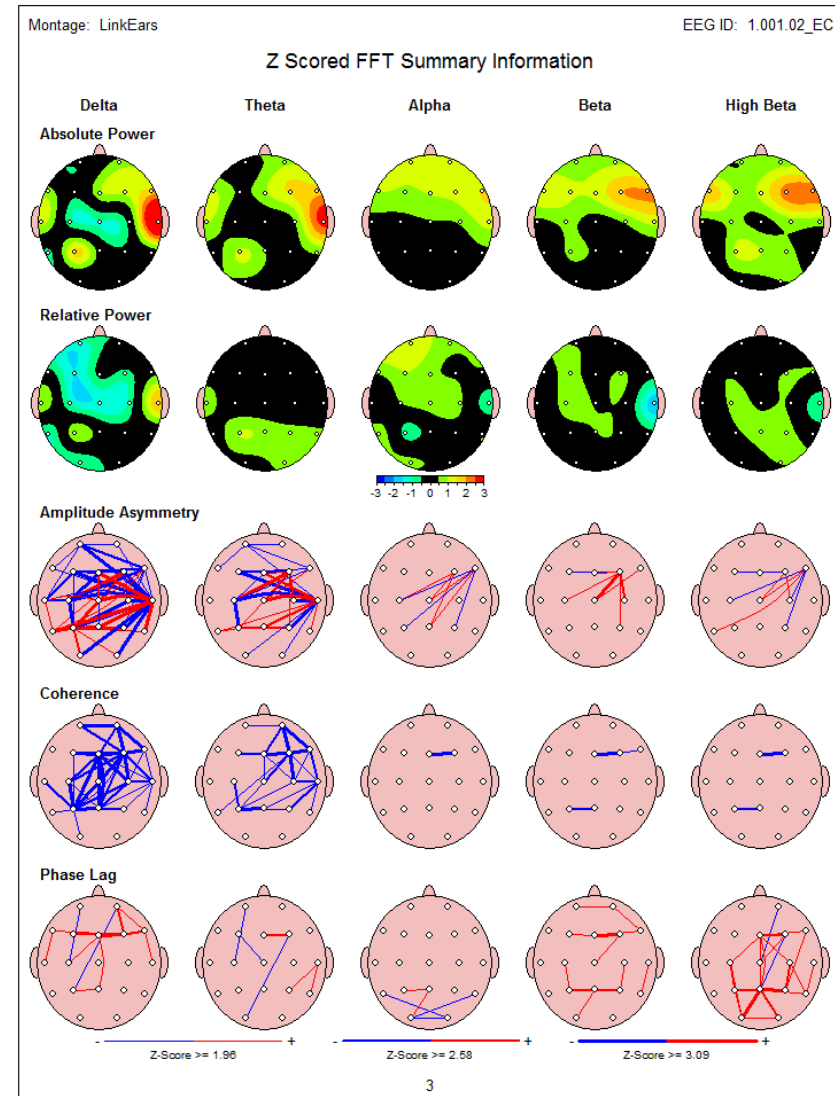 Montage: LinkEars EEG ID: 1.001.02_EC
Z Scored FFT Summary Information
Delta Theta Alpha Beta High Beta
Absolute Power
Relative Power
-3 -2 -1 0 1 2 3
Amplitude Asymmetry
Coherence
Phase Lag
- + - + - +
Z-Score >= 1.96 Z-Score >= 2.58 Z-Score >= 3.09
3